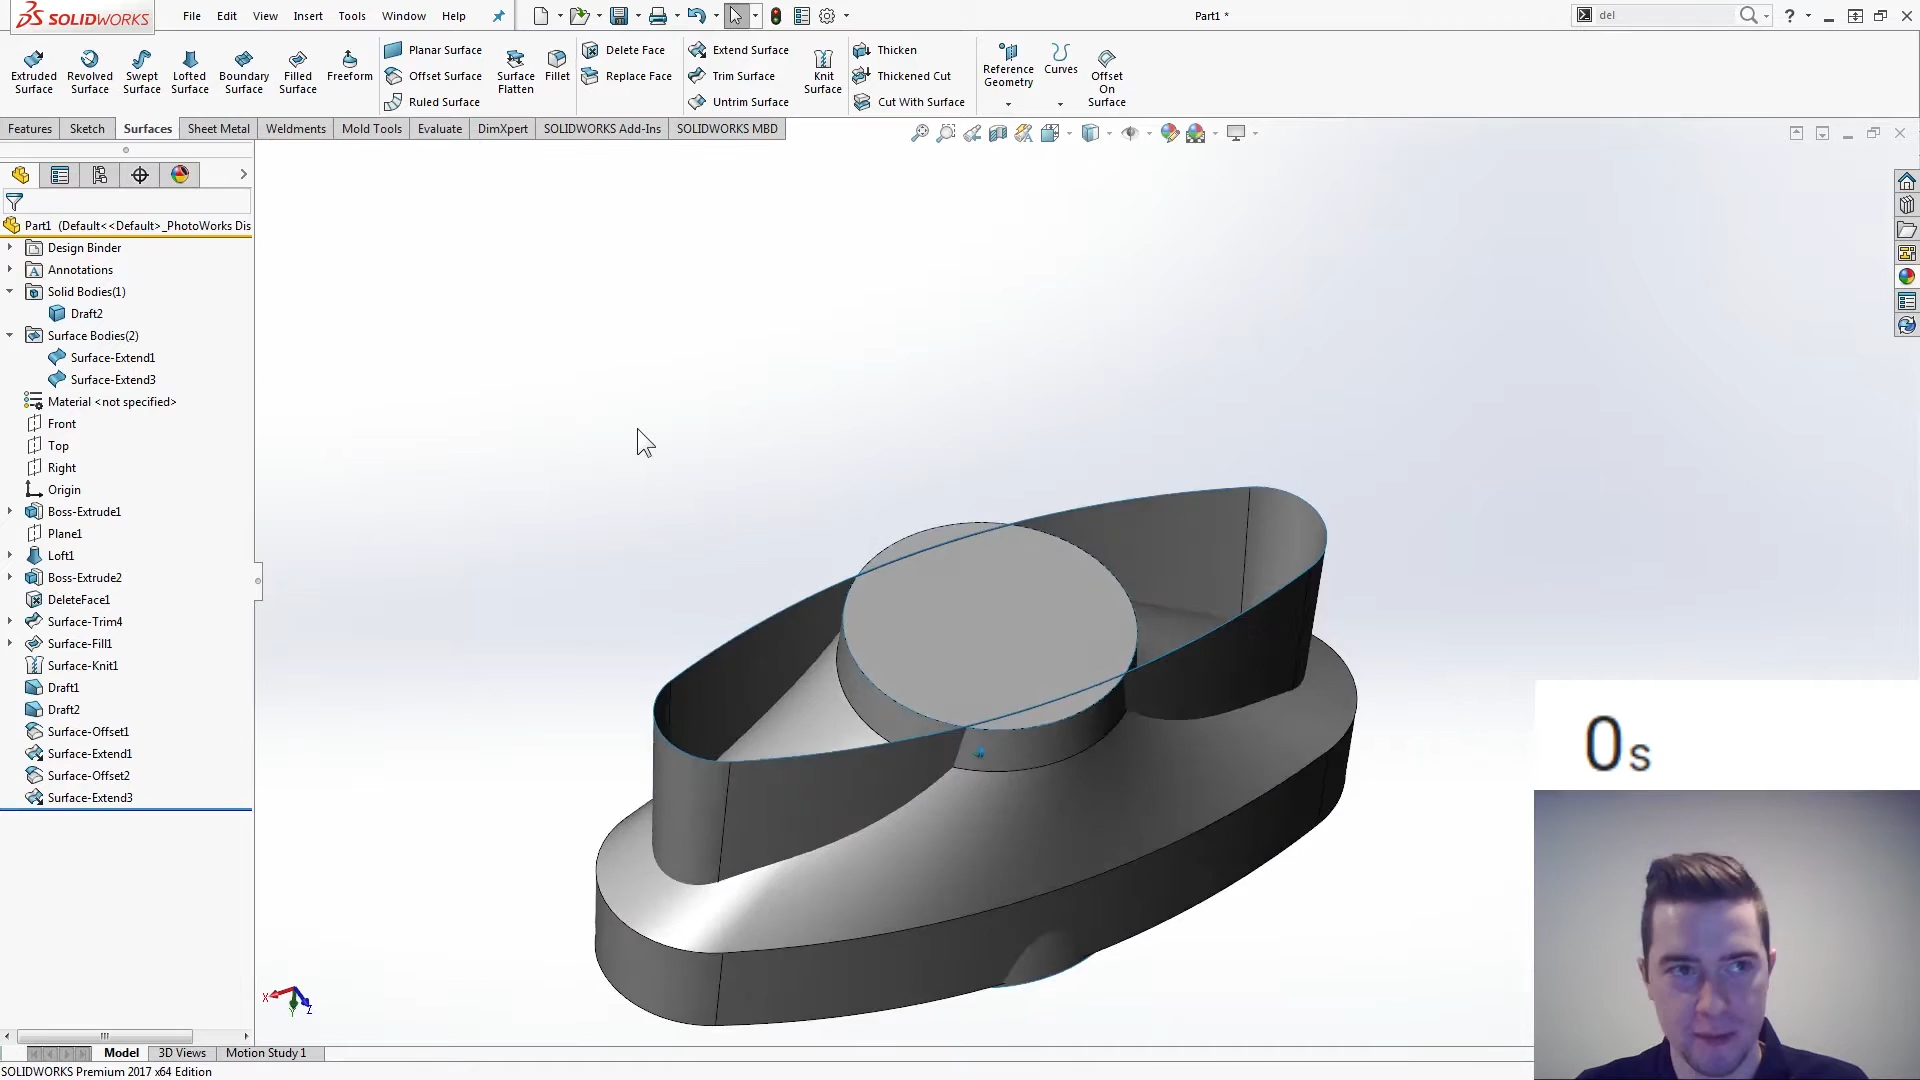 SOLIDWORKS File Edit View Insert Tools Window Help Part1 * del
Extruded Surface
Revolved Surface
Swept Surface
Lofted Surface
Boundary Surface
Filled Surface
Freeform
Planar Surface
Offset Surface
Ruled Surface
Surface Flatten
Fillet
Delete Face
Replace Face
Extend Surface
Trim Surface
Untrim Surface
Knit Surface
Thicken
Thickened Cut
Cut With Surface
Reference Geometry
Curves
Offset On Surface
Features Sketch Surfaces Sheet Metal Weldments Mold Tools Evaluate DimXpert SOLIDWORKS Add-Ins SOLIDWORKS MBD
Part1 (Default<<Default>_PhotoWorks Dis
Design Binder
Annotations
Solid Bodies(1)
Draft2
Surface Bodies(2)
Surface-Extend1
Surface-Extend3
Material <not specified>
Front
Top
Right
Origin
Boss-Extrude1
Plane1
Loft1
Boss-Extrude2
DeleteFace1
Surface-Trim4
Surface-Fill1
Surface-Knit1
Draft1
Draft2
Surface-Offset1
Surface-Extend1
Surface-Offset2
Surface-Extend3
0s
X Y Z
Model 3D Views Motion Study 1
SOLIDWORKS Premium 2017 x64 Edition